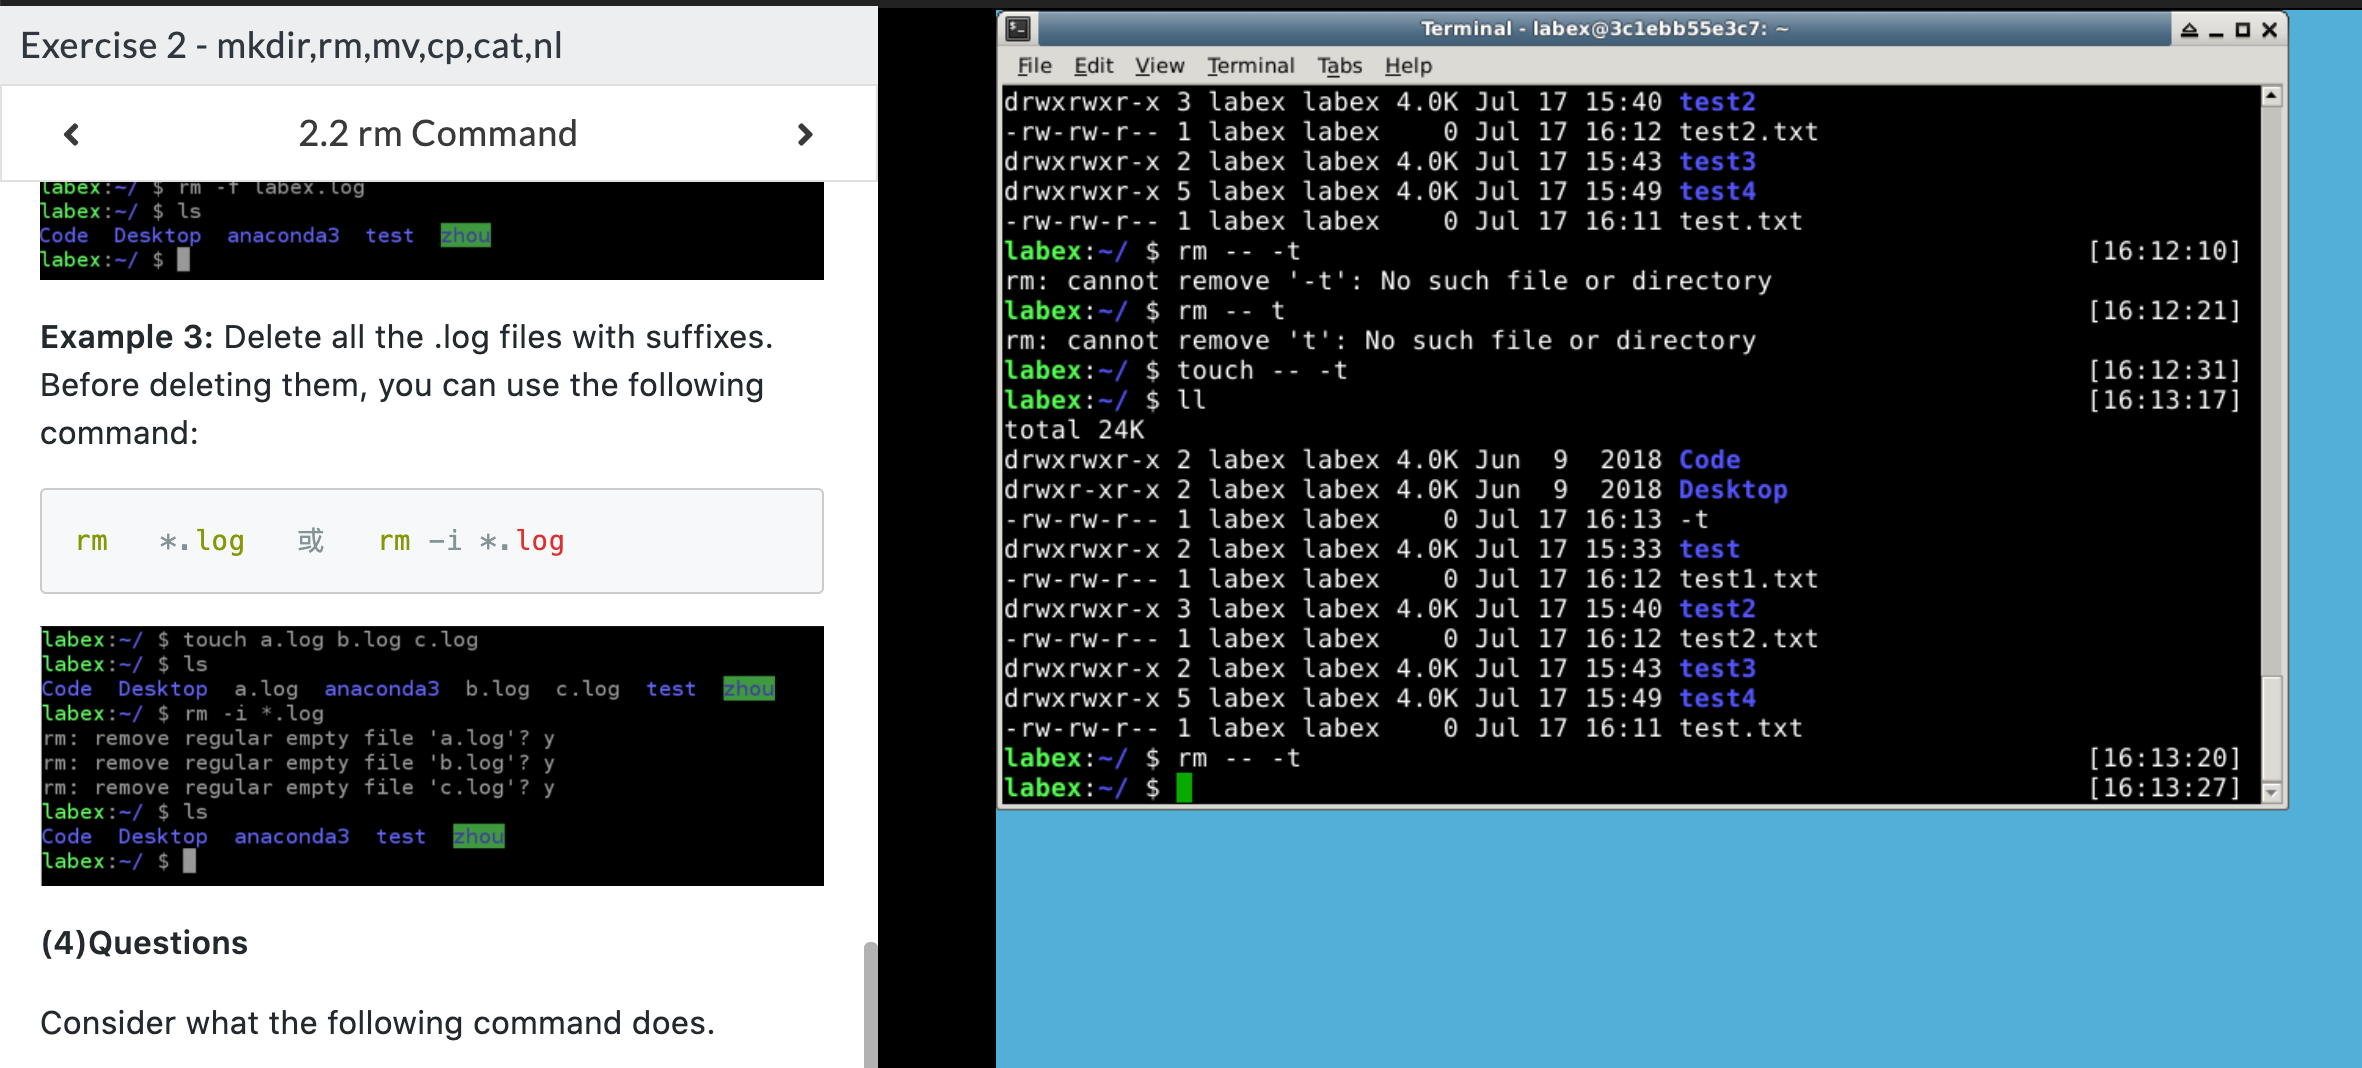 Exercise 2 - mkdir,rm,mv,cp,cat,nl
2.2 rm Command
labex:~/ $ rm -f labex.log
labex:~/ $ ls
Code Desktop anaconda3 test zhou
labex:~/ $
Example 3: Delete all the .log files with suffixes.
Before deleting them, you can use the following
command:
rm *.log 或 rm -i *.log
labex:~/ $ touch a.log b.log c.log
labex:~/ $ ls
Code Desktop a.log anaconda3 b.log c.log test zhou
labex:~/ $ rm -i *.log
rm: remove regular empty file 'a.log'? y
rm: remove regular empty file 'b.log'? y
rm: remove regular empty file 'c.log'? y
labex:~/ $ ls
Code Desktop anaconda3 test zhou
labex:~/ $
(4)Questions
Consider what the following command does.
Terminal - labex@3c1ebb55e3c7: ~
File Edit View Terminal Tabs Help
drwxrwxr-x 3 labex labex 4.0K Jul 17 15:40 test2
-rw-rw-r-- 1 labex labex 0 Jul 17 16:12 test2.txt
drwxrwxr-x 2 labex labex 4.0K Jul 17 15:43 test3
drwxrwxr-x 5 labex labex 4.0K Jul 17 15:49 test4
-rw-rw-r-- 1 labex labex 0 Jul 17 16:11 test.txt
labex:~/ $ rm -- -t [16:12:10]
rm: cannot remove '-t': No such file or directory
labex:~/ $ rm -- t [16:12:21]
rm: cannot remove 't': No such file or directory
labex:~/ $ touch -- -t [16:12:31]
labex:~/ $ ll [16:13:17]
total 24K
drwxrwxr-x 2 labex labex 4.0K Jun 9 2018 Code
drwxr-xr-x 2 labex labex 4.0K Jun 9 2018 Desktop
-rw-rw-r-- 1 labex labex 0 Jul 17 16:13 -t
drwxrwxr-x 2 labex labex 4.0K Jul 17 15:33 test
-rw-rw-r-- 1 labex labex 0 Jul 17 16:12 test1.txt
drwxrwxr-x 3 labex labex 4.0K Jul 17 15:40 test2
-rw-rw-r-- 1 labex labex 0 Jul 17 16:12 test2.txt
drwxrwxr-x 2 labex labex 4.0K Jul 17 15:43 test3
drwxrwxr-x 5 labex labex 4.0K Jul 17 15:49 test4
-rw-rw-r-- 1 labex labex 0 Jul 17 16:11 test.txt
labex:~/ $ rm -- -t [16:13:20]
labex:~/ $ [16:13:27]